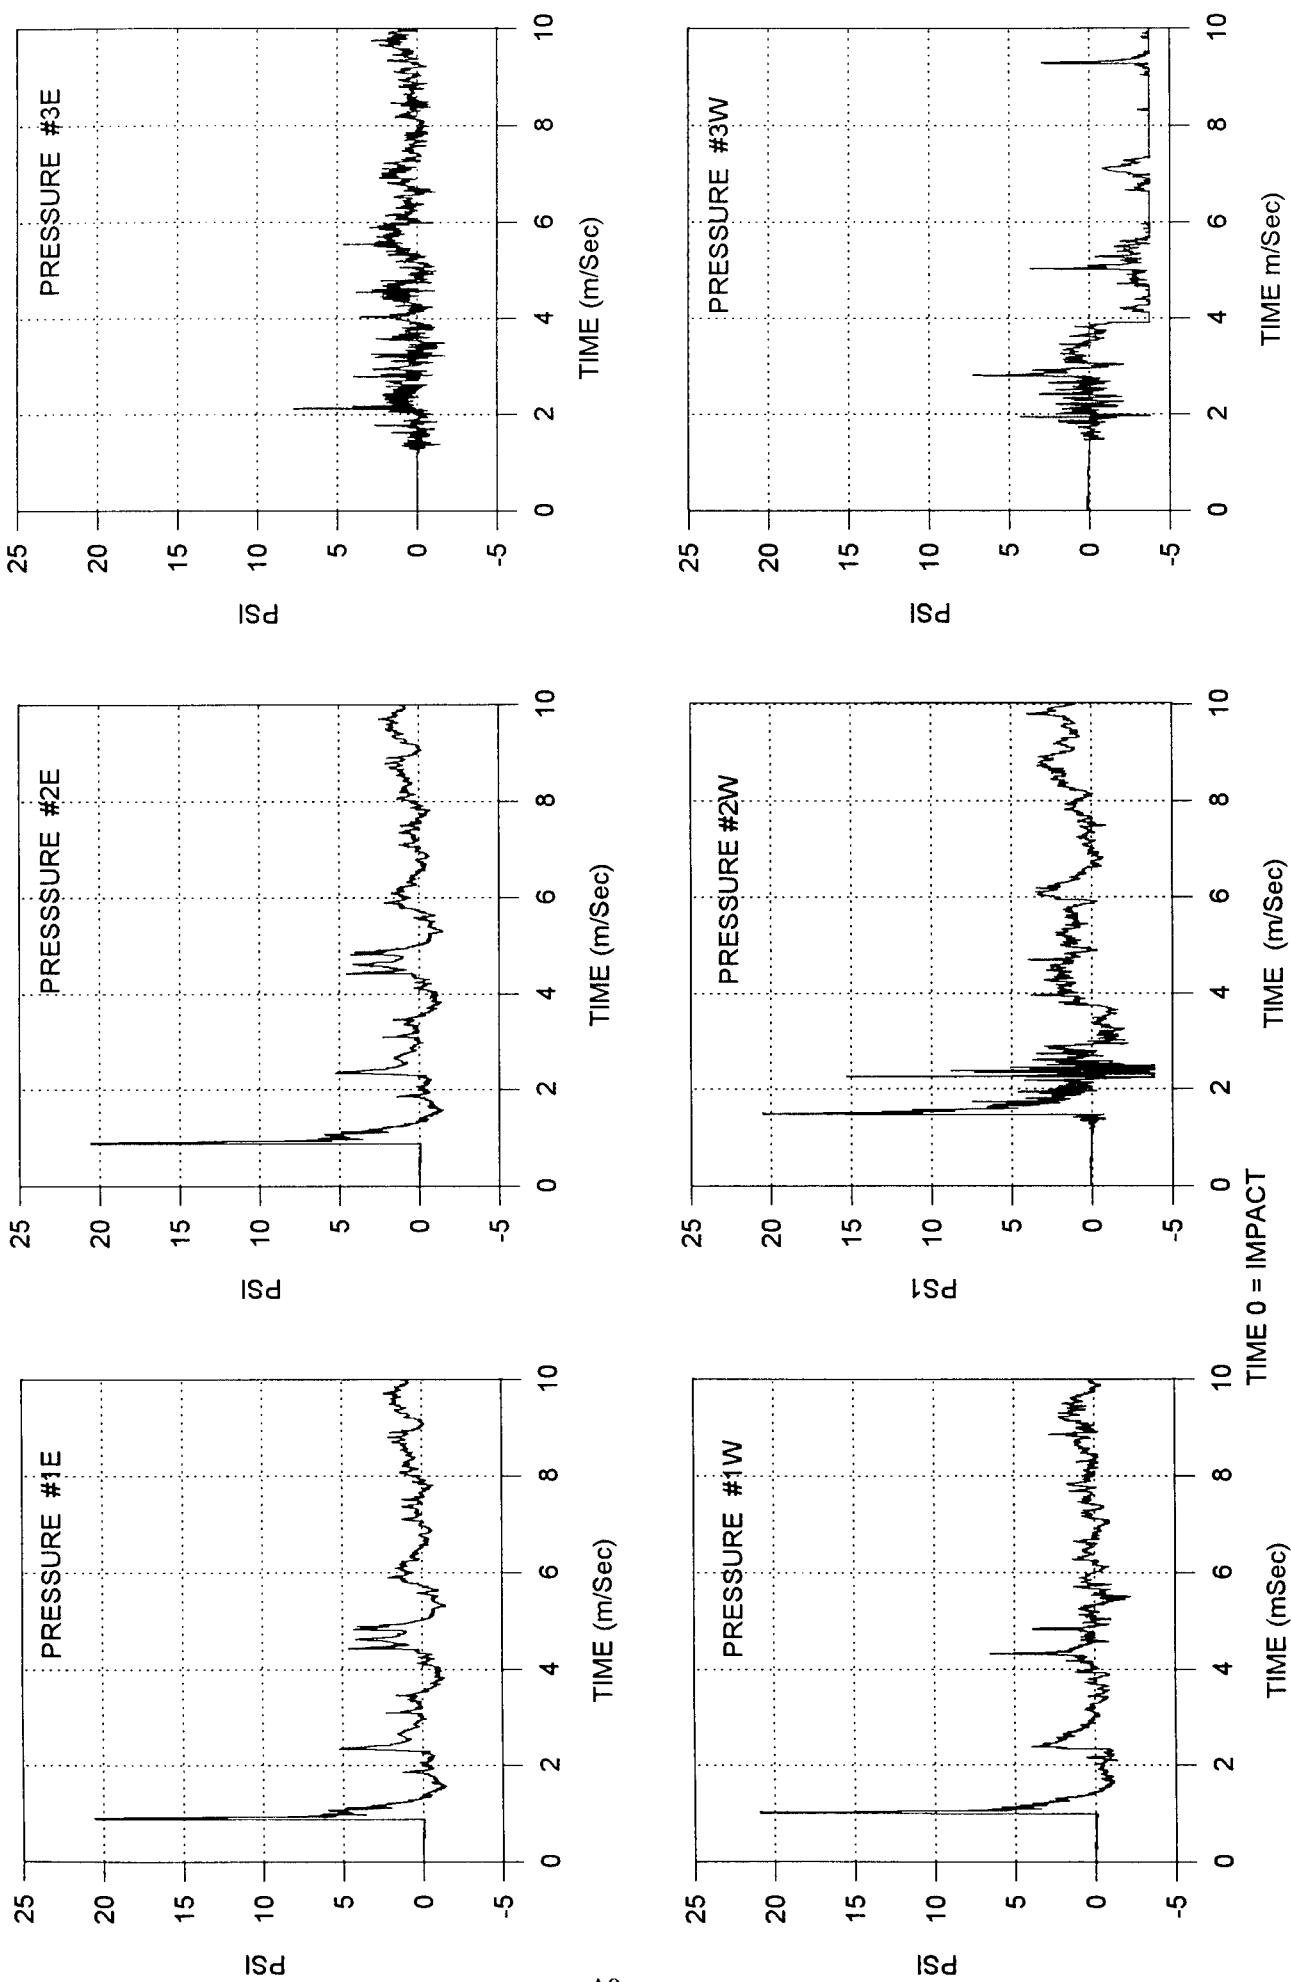 PRESSURE #1E
PSI
25
20
15
10
5
0
-5
0 2 4 6 8 10
TIME (m/Sec)
PRESSSURE #2E
PSI
25
20
15
10
5
0
-5
0 2 4 6 8 10
TIME (m/Sec)
PRESSURE #3E
PSI
25
20
15
10
5
0
-5
0 2 4 6 8 10
TIME (m/Sec)
PRESSURE #1W
PSI
25
20
15
10
5
0
-5
0 2 4 6 8 10
TIME (mSec)
PRESSURE #2W
PS1
25
20
15
10
5
0
-5
0 2 4 6 8 10
TIME (m/Sec)
PRESSURE #3W
PSI
25
20
15
10
5
0
-5
0 2 4 6 8 10
TIME m/Sec)
TIME 0 = IMPACT